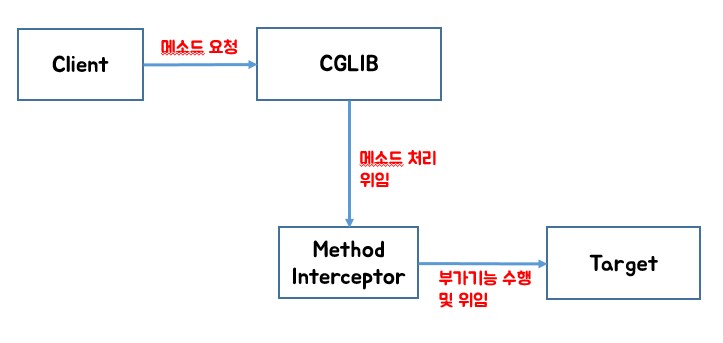 Client
메소드 요청
CGLIB
메소드 처리
위임
Method
Interceptor
부가기능 수행
및 위임
Target